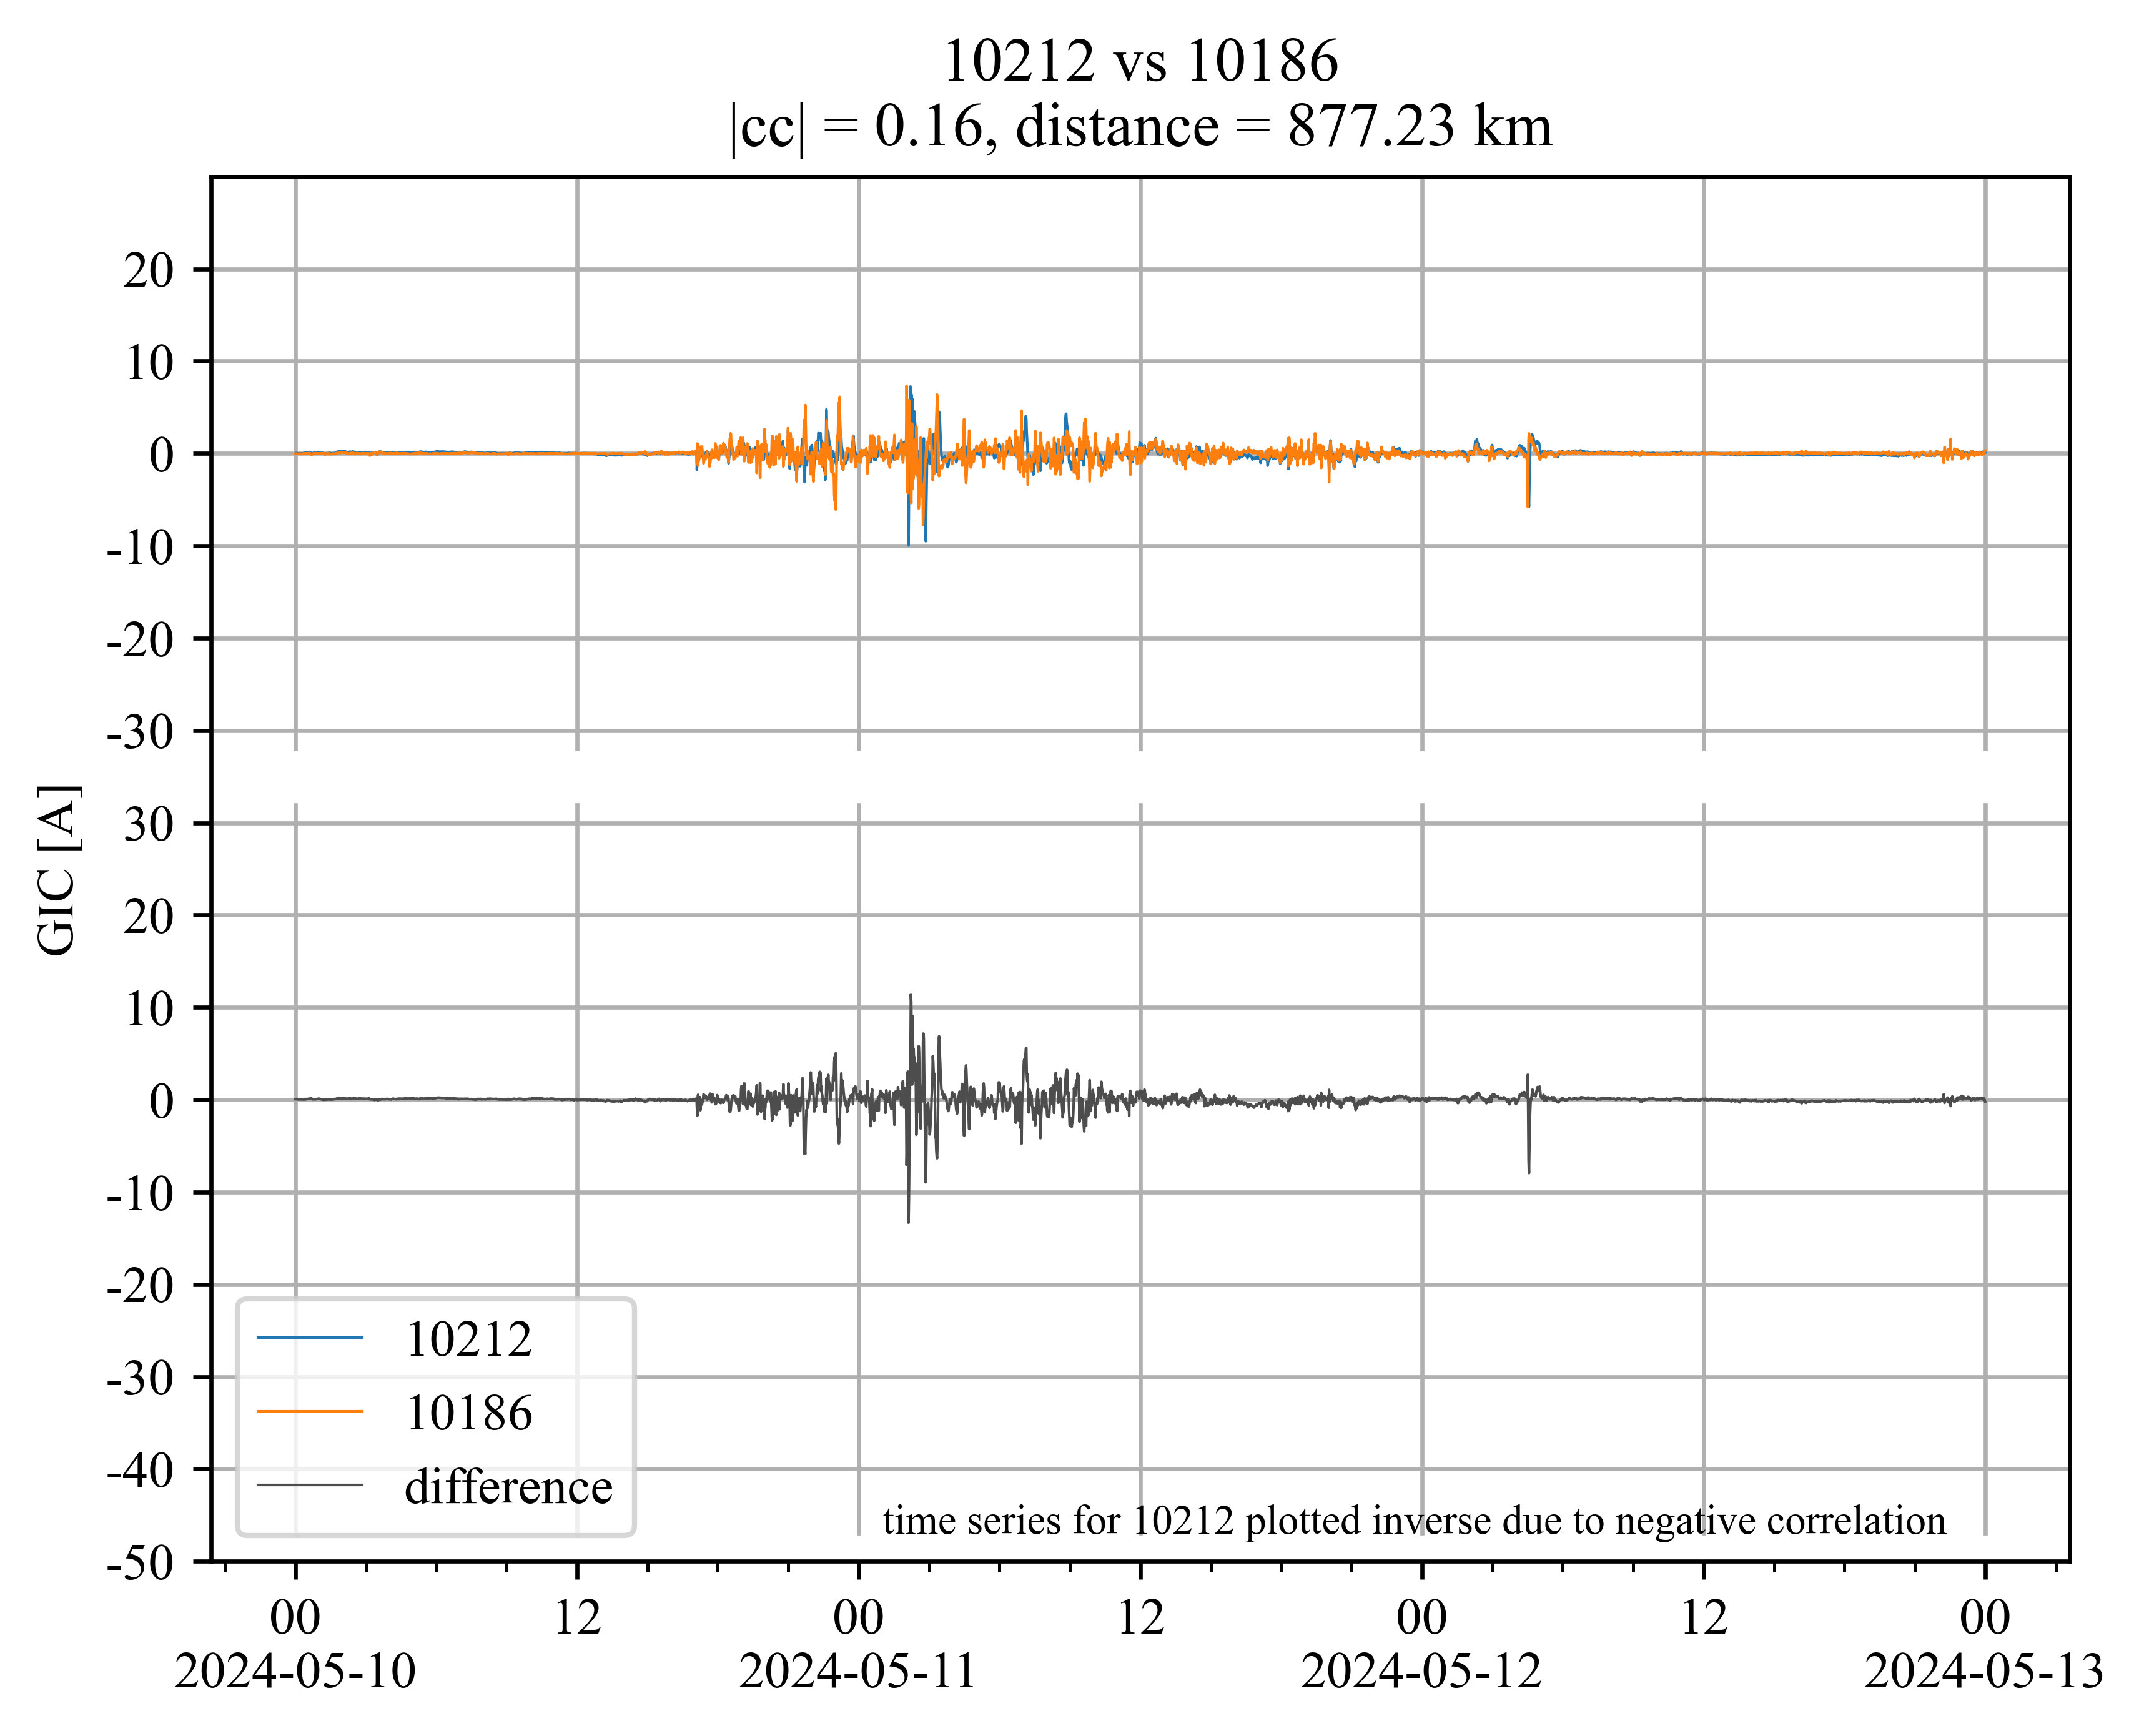 10212 vs 10186
|cc| = 0.16, distance = 877.23 km
20
10
0
-10
-20
-30
30
20
10
0
-10
-20
-30
-40
-50
GIC [A]
10212
10186
difference
time series for 10212 plotted inverse due to negative correlation
00 12 00 12 00 12 00
2024-05-10 2024-05-11 2024-05-12 2024-05-13